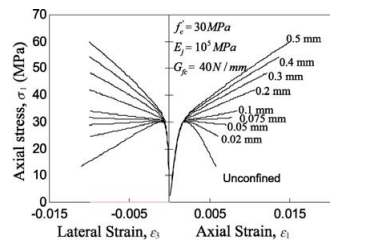 70
60
50
40
30
20
10
0
Axial stress, σ₁ (MPa)
f'c = 30MPa
Ej = 10⁵ MPa
Gfc = 40N / mm
0.5 mm
0.4 mm
0.3 mm
0.2 mm
0.1 mm
0.075 mm
0.05 mm
0.02 mm
Unconfined
-0.015 -0.005 0.005 0.015
Lateral Strain, ε₃ Axial Strain, ε₁